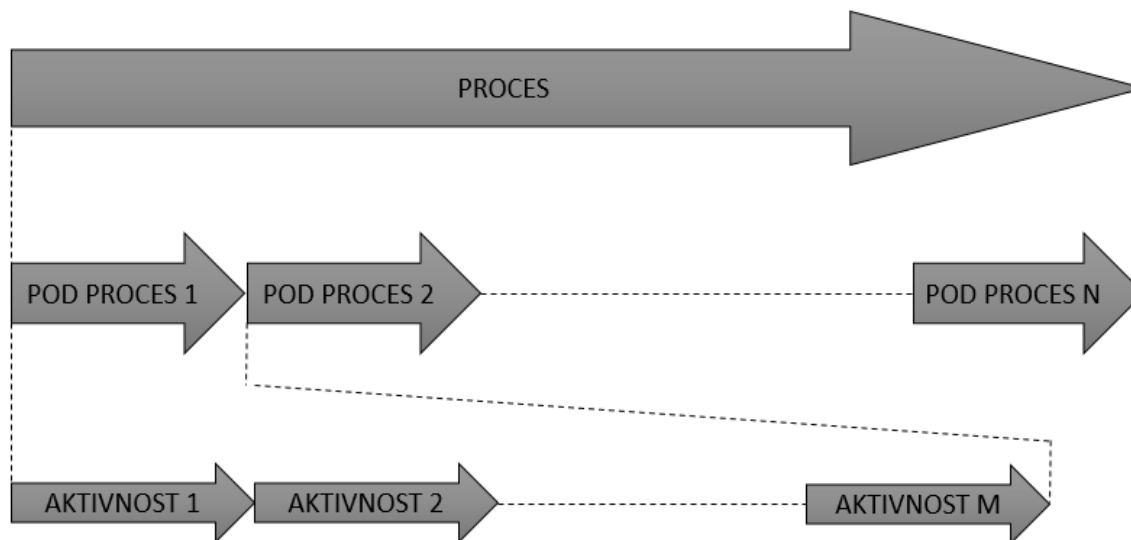 PROCES
POD PROCES 1
POD PROCES 2
POD PROCES N
AKTIVNOST 1
AKTIVNOST 2
AKTIVNOST M